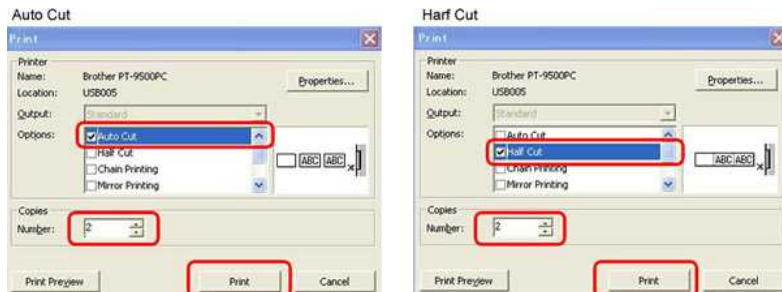 Auto Cut
Print
Printer
Name: Brother PT-9500PC
Properties...
Location: USB005
Output: Standard
Options: Auto Cut
Half Cut
Chain Printing
Mirror Printing
ABC ABC
Copies
Number: 2
Print Preview Print Cancel
Harf Cut
Print
Printer
Name: Brother PT-9500PC
Properties...
Location: USB005
Output: Standard
Options: Auto Cut
Half Cut
Chain Printing
Mirror Printing
ABC ABC
Copies
Number: 2
Print Preview Print Cancel